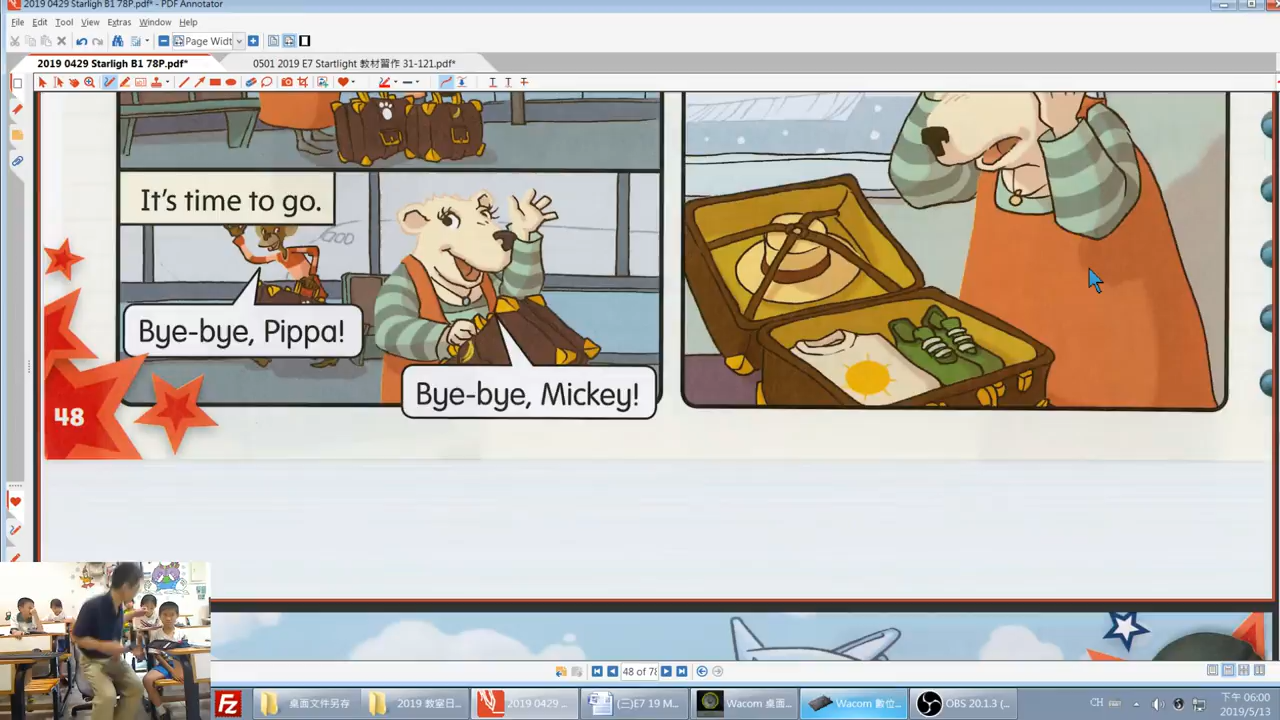 2019 0429 Starligh B1 78P.pdf* - PDF Annotator
File Edit Tool View Extras Window Help
Page Widt
2019 0429 Starligh B1 78P.pdf* 0501 2019 E7 Startlight 教材習作 31-121.pdf*
It's time to go.
Bye-bye, Pippa!
Bye-bye, Mickey!
48
48 of 78
桌面文件另存 2019 教室日... 2019 0429 ... (三)E7 19 M... Wacom 桌面... Wacom 數位... OBS 20.1.3 (...
CH
下午 06:00
2019/5/13